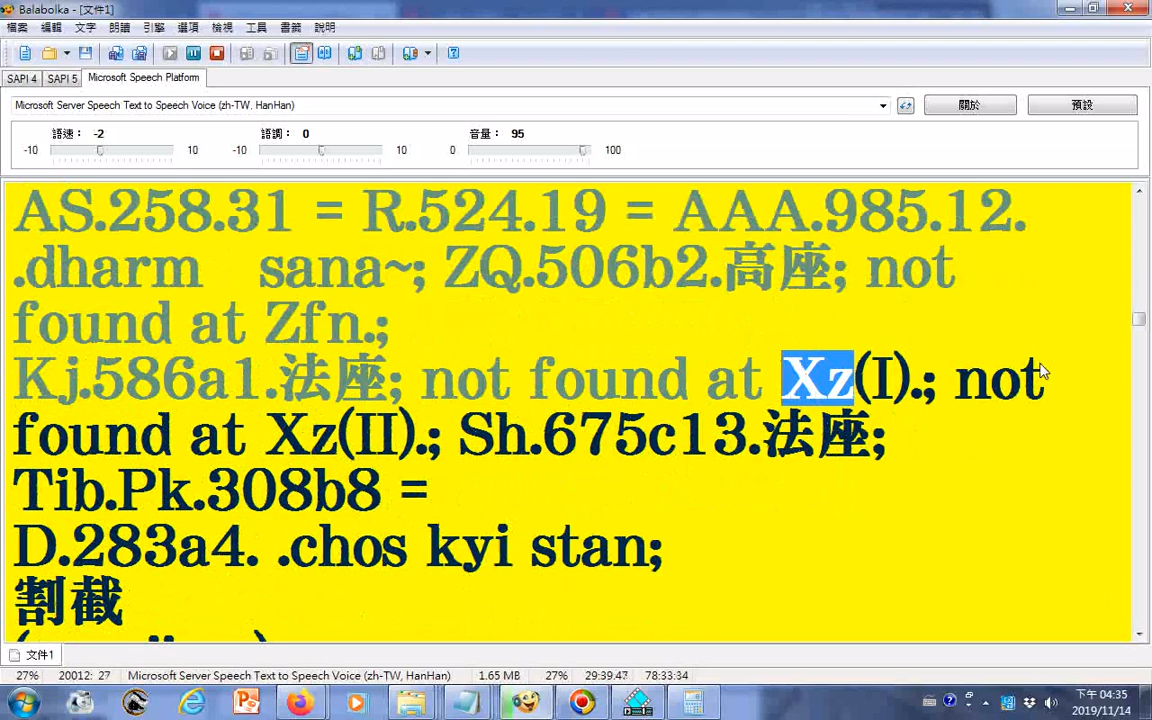 Balabolka - [文件1]
檔案 編輯 文字 朗讀 引擎 選項 檢視 工具 書籤 說明
SAPI 4 SAPI 5 Microsoft Speech Platform
Microsoft Server Speech Text to Speech Voice (zh-TW, HanHan) 關於 預設
語速： -2 語調： 0 音量： 95
-10 10 -10 10 0 100
AS.258.31 = R.524.19 = AAA.985.12.
.dharm sana~; ZQ.506b2.高座; not
found at Zfn.;
Kj.586a1.法座; not found at Xz(I).; not
found at Xz(II).; Sh.675c13.法座;
Tib.Pk.308b8 =
D.283a4. .chos kyi stan;
割截
文件1
27% 20012: 27 Microsoft Server Speech Text to Speech Voice (zh-TW, HanHan) 1.65 MB 27% 29:39.47 78:33:34
下午 04:35
2019/11/14